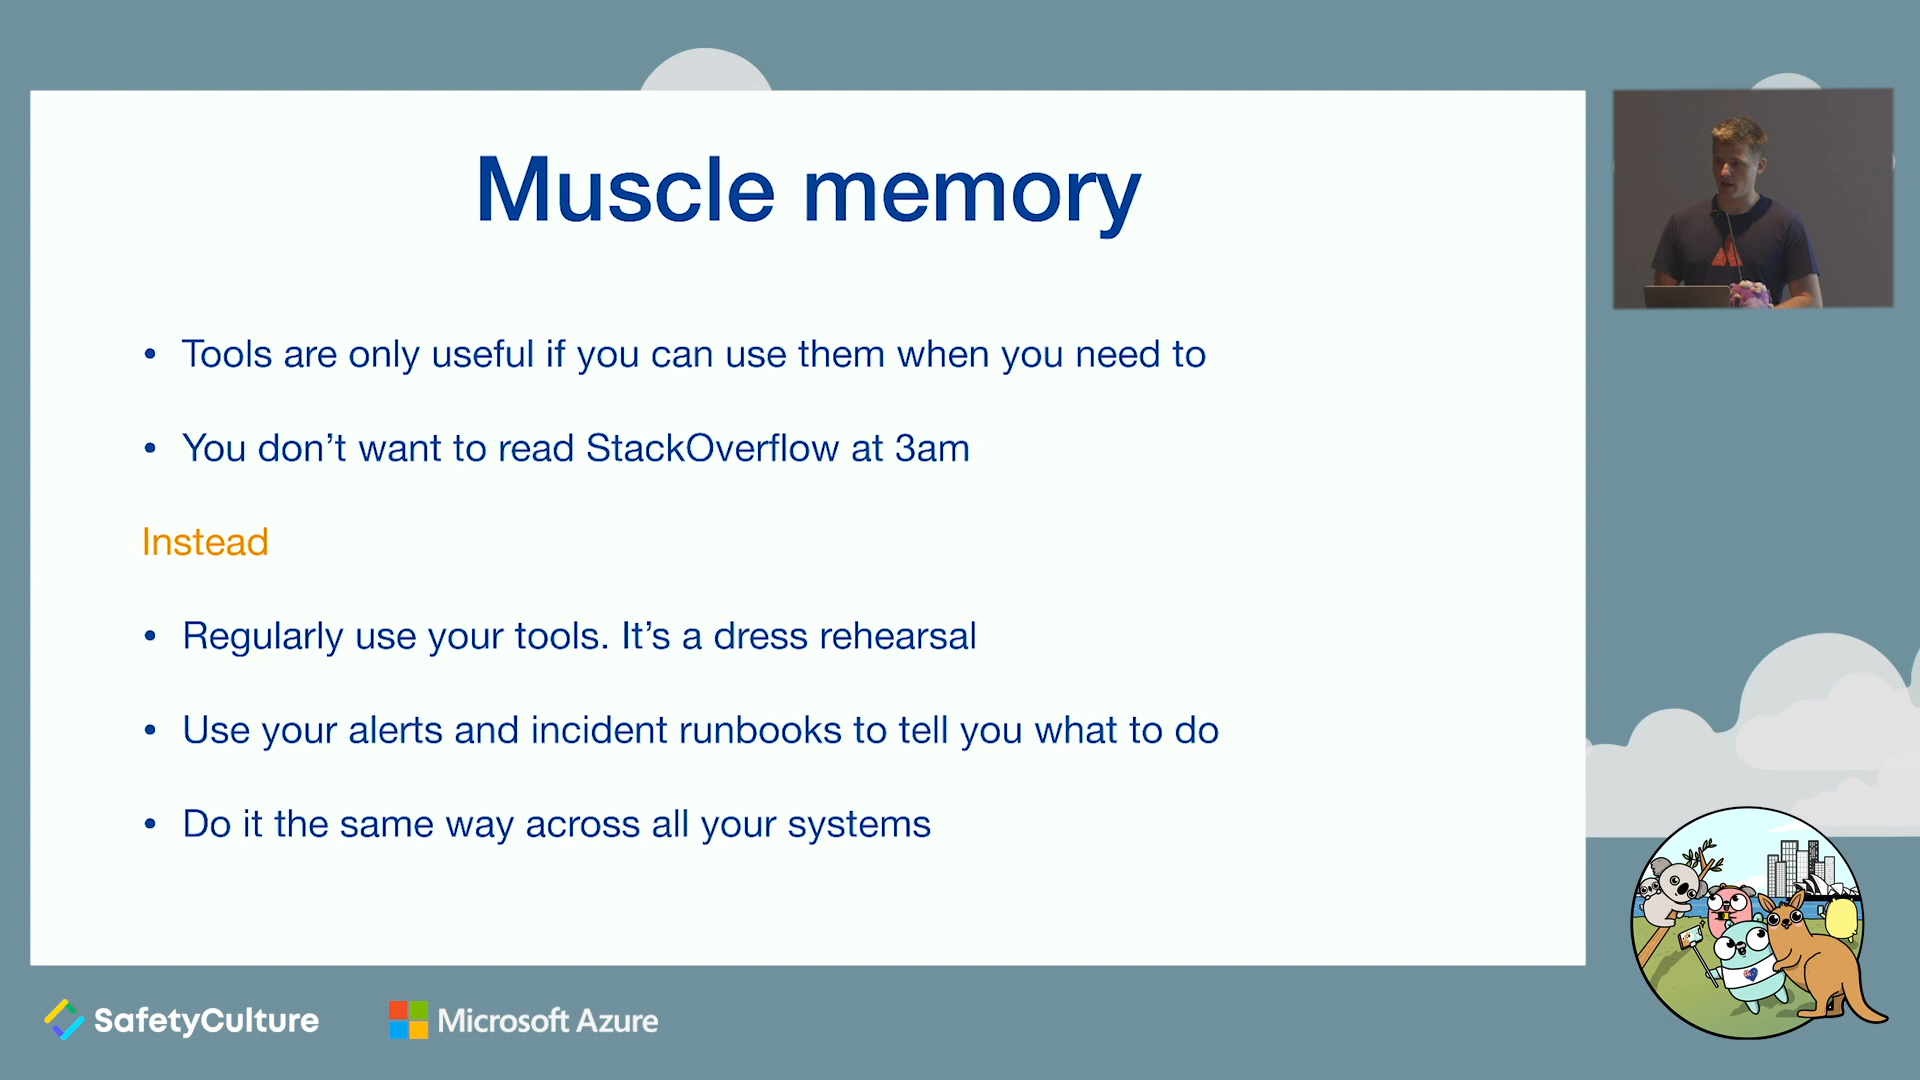 Muscle memory
• Tools are only useful if you can use them when you need to
• You don’t want to read StackOverflow at 3am
Instead
• Regularly use your tools. It’s a dress rehearsal
• Use your alerts and incident runbooks to tell you what to do
• Do it the same way across all your systems
SafetyCulture
Microsoft Azure